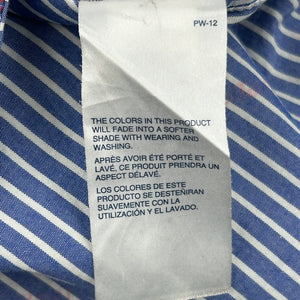 PW-12
THE COLORS IN THIS PRODUCT
WILL FADE INTO A SOFTER
SHADE WITH WEARING AND
WASHING.
APRÈS AVOIR ÉTÉ PORTÉ ET
LAVÉ, CE PRODUIT PRENDRA UN
ASPECT DÉLAVÉ.
LOS COLORES DE ESTE
PRODUCTO SE DESTEÑIRAN
SUAVEMENTE CON LA
UTILIZACIÓN Y EL LAVADO.